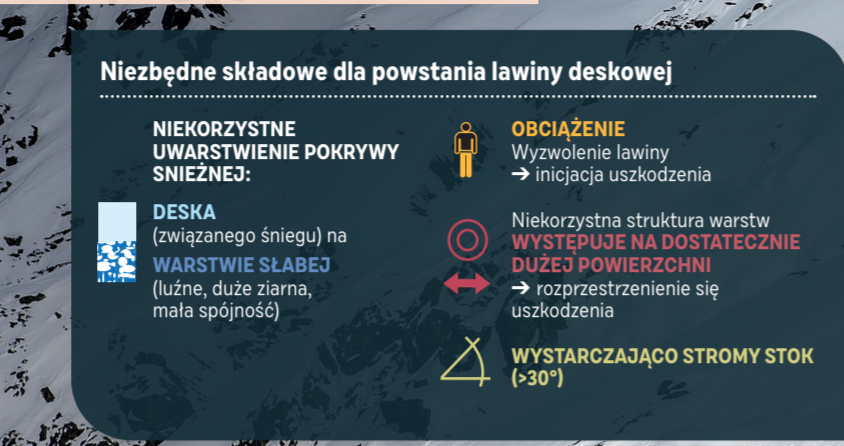 Niezbędne składowe dla powstania lawiny deskowej
NIEKORZYSTNE
UWARSTWIENIE POKRYWY
SNIEŻNEJ:
DESKA
(związanego śniegu) na
WARSTWIE SŁABEJ
(luźne, duże ziarna,
mała spójność)
OBCIĄŻENIE
Wyzwolenie lawiny
➔ inicjacja uszkodzenia
Niekorzystna struktura warstw
WYSTĘPUJE NA DOSTATECZNIE
DUŻEJ POWIERZCHNI
➔ rozprzestrzenienie się
uszkodzenia
WYSTARCZAJĄCO STROMY STOK
(>30°)